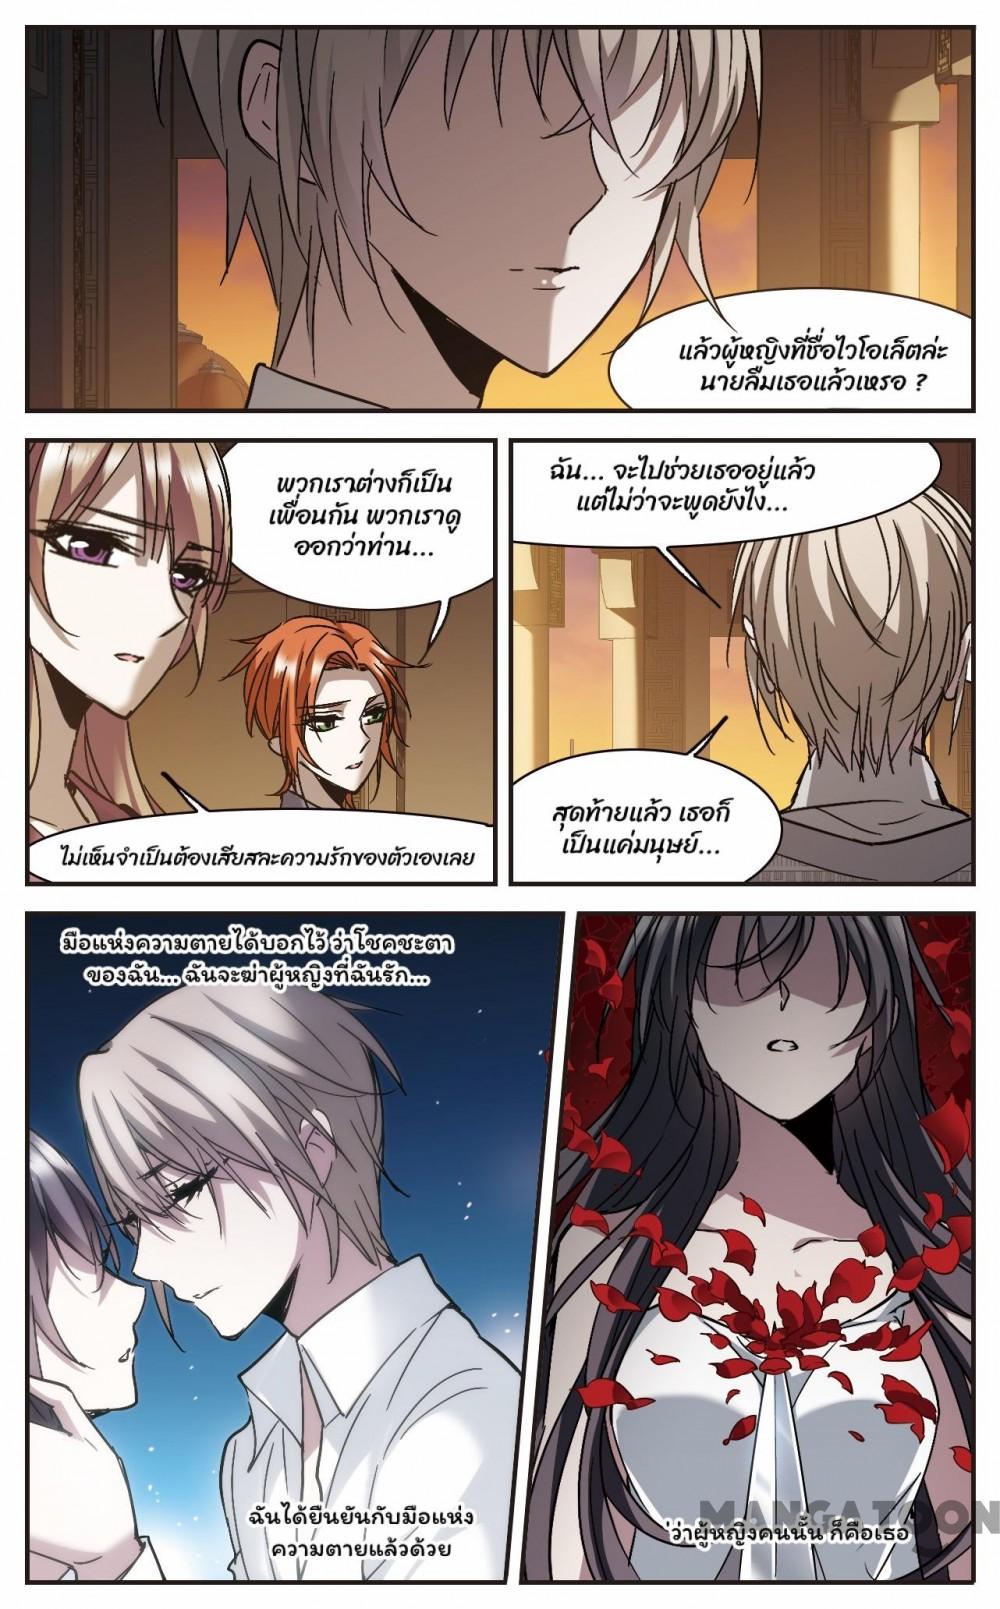 แล้วผู้หญิงที่ชื่อไวโอเล็ตล่ะ
นายลืมเธอแล้วเหรอ ?
พวกเราต่างก็เป็น
เพื่อนกัน พวกเราดู
ออกว่าท่าน...
ไม่เห็นจำเป็นต้องเสียสละความรักของตัวเองเลย
ฉัน... จะไปช่วยเธออยู่แล้ว
แต่ไม่ว่าจะพูดยังไง...
สุดท้ายแล้ว เธอก็
เป็นแค่มนุษย์...
มือแห่งความตายได้บอกไว้ ว่าโชคชะตา
ของฉัน... ฉันจะฆ่าผู้หญิงที่ฉันรัก...
ฉันได้ยืนยันกับมือแห่ง
ความตายแล้วด้วย
MANGATOON
ว่าผู้หญิงคนนั้น ก็คือเธอ